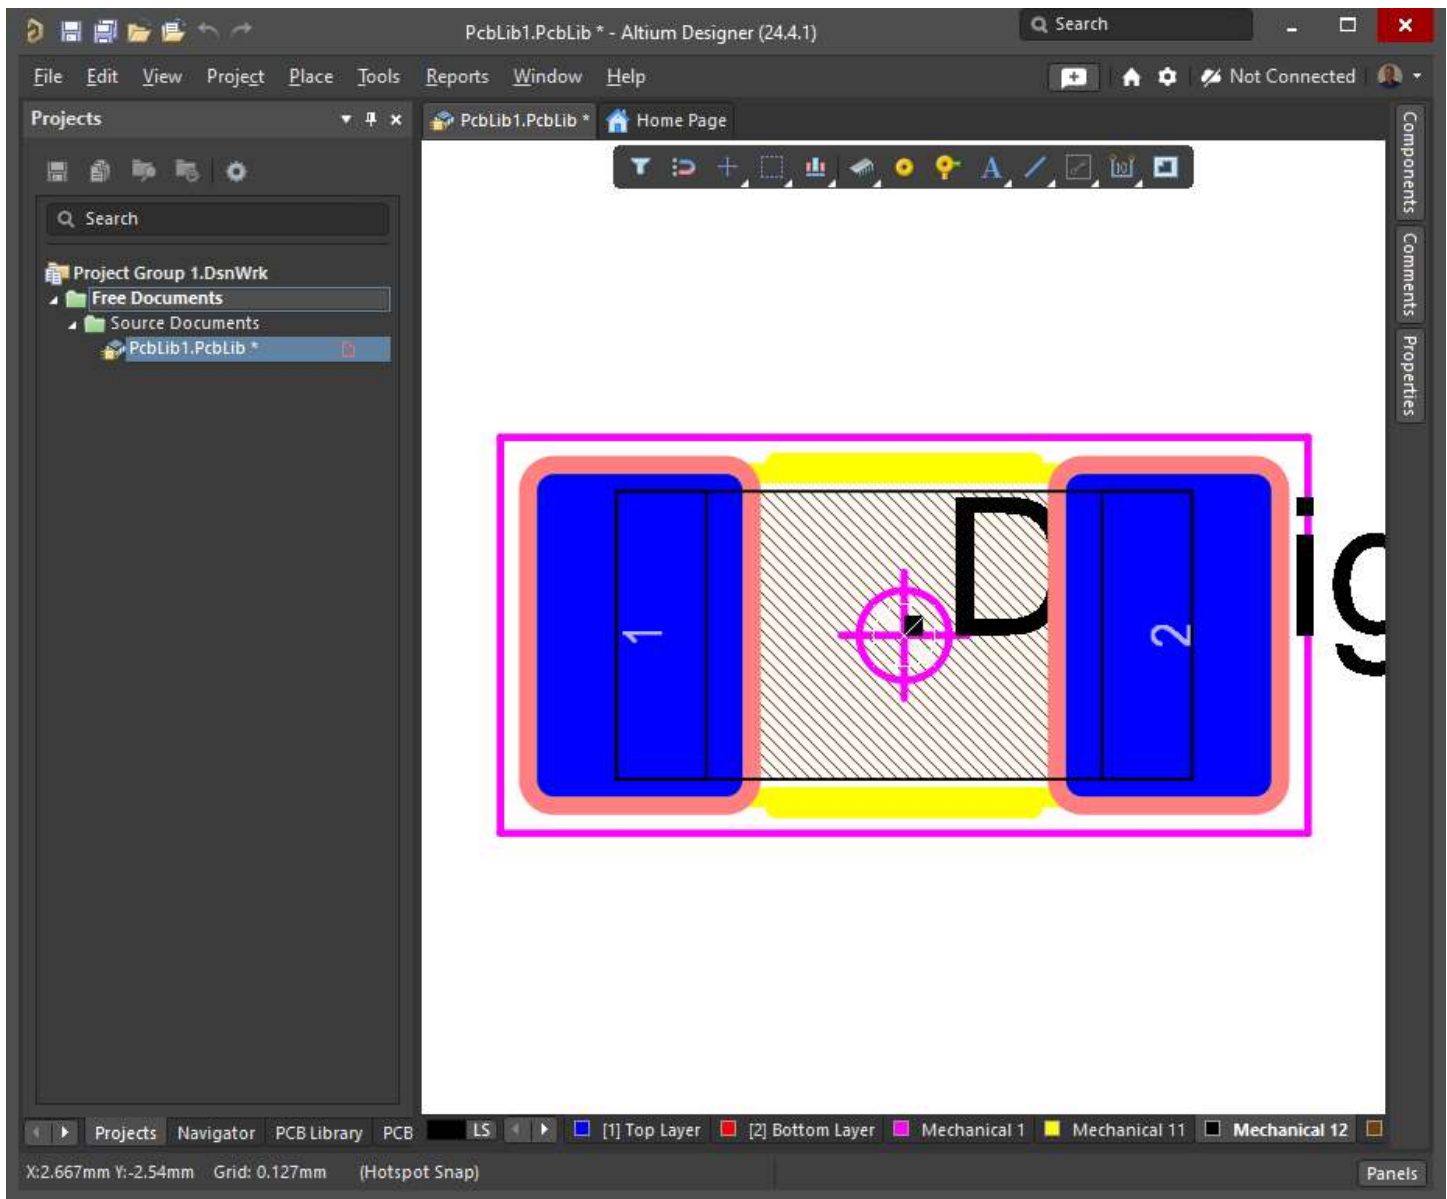 PcbLib1.PcbLib * - Altium Designer (24.4.1)
Search
File Edit View Project Place Tools Reports Window Help
Not Connected
Projects
PcbLib1.PcbLib * Home Page
Search
Project Group 1.DsnWrk
Free Documents
Source Documents
PcbLib1.PcbLib *
Components
Comments
Properties
A
10
D
ig
1
2
Projects Navigator PCB Library PCB
LS [1] Top Layer [2] Bottom Layer Mechanical 1 Mechanical 11 Mechanical 12
X:2.667mm Y:-2.54mm Grid: 0.127mm (Hotspot Snap)
Panels